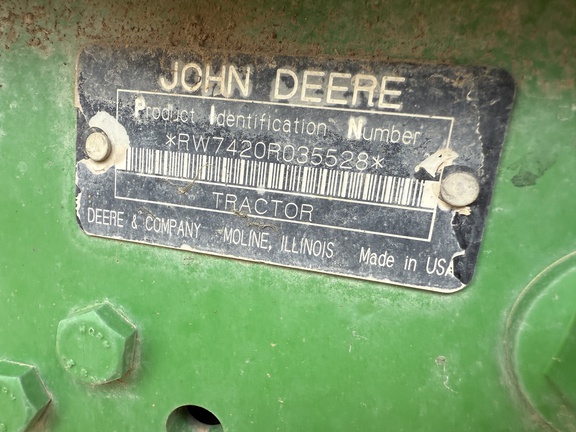 JOHN DEERE
Product Identification Number
*RW7420R035528*
TRACTOR
DEERE & COMPANY MOLINE, ILLINOIS Made in USA